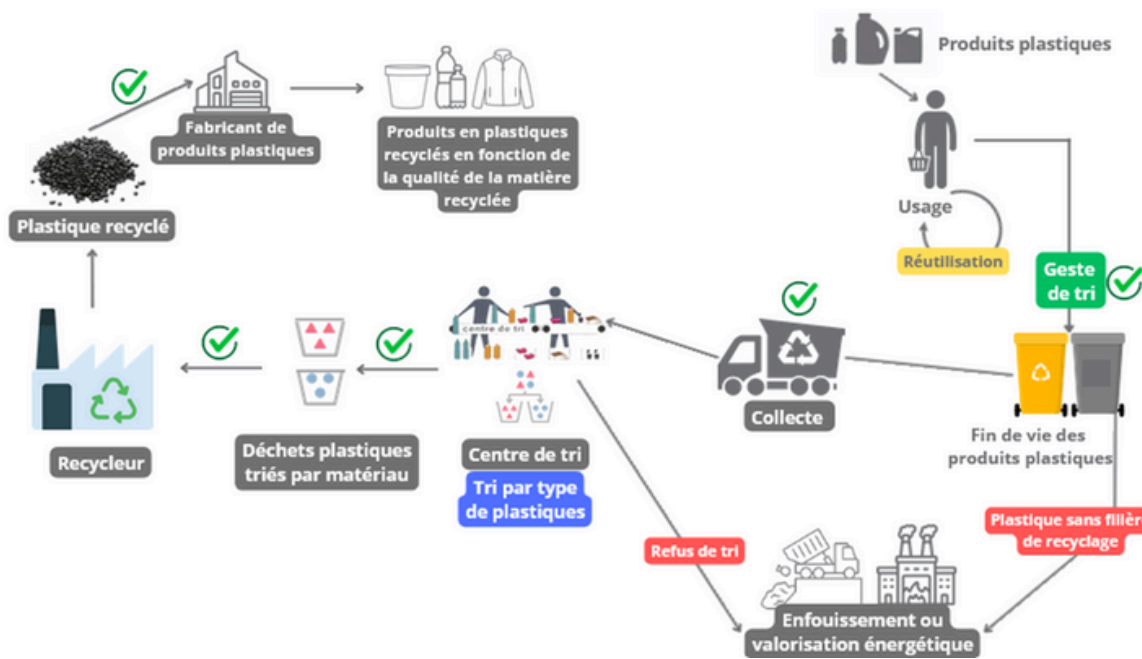 Produits plastiques
Usage
Réutilisation
Geste
de tri
Fin de vie des
produits plastiques
Collecte
centre de tri
Centre de tri
Tri par type
de plastiques
Déchets plastiques
triés par matériau
Recycleur
Plastique recyclé
Fabricant de
produits plastiques
Produits en plastiques
recyclés en fonction de
la qualité de la matière
recyclée
Refus de tri
Plastique sans filièr
de recyclage
Enfouissement ou
valorisation énergétique